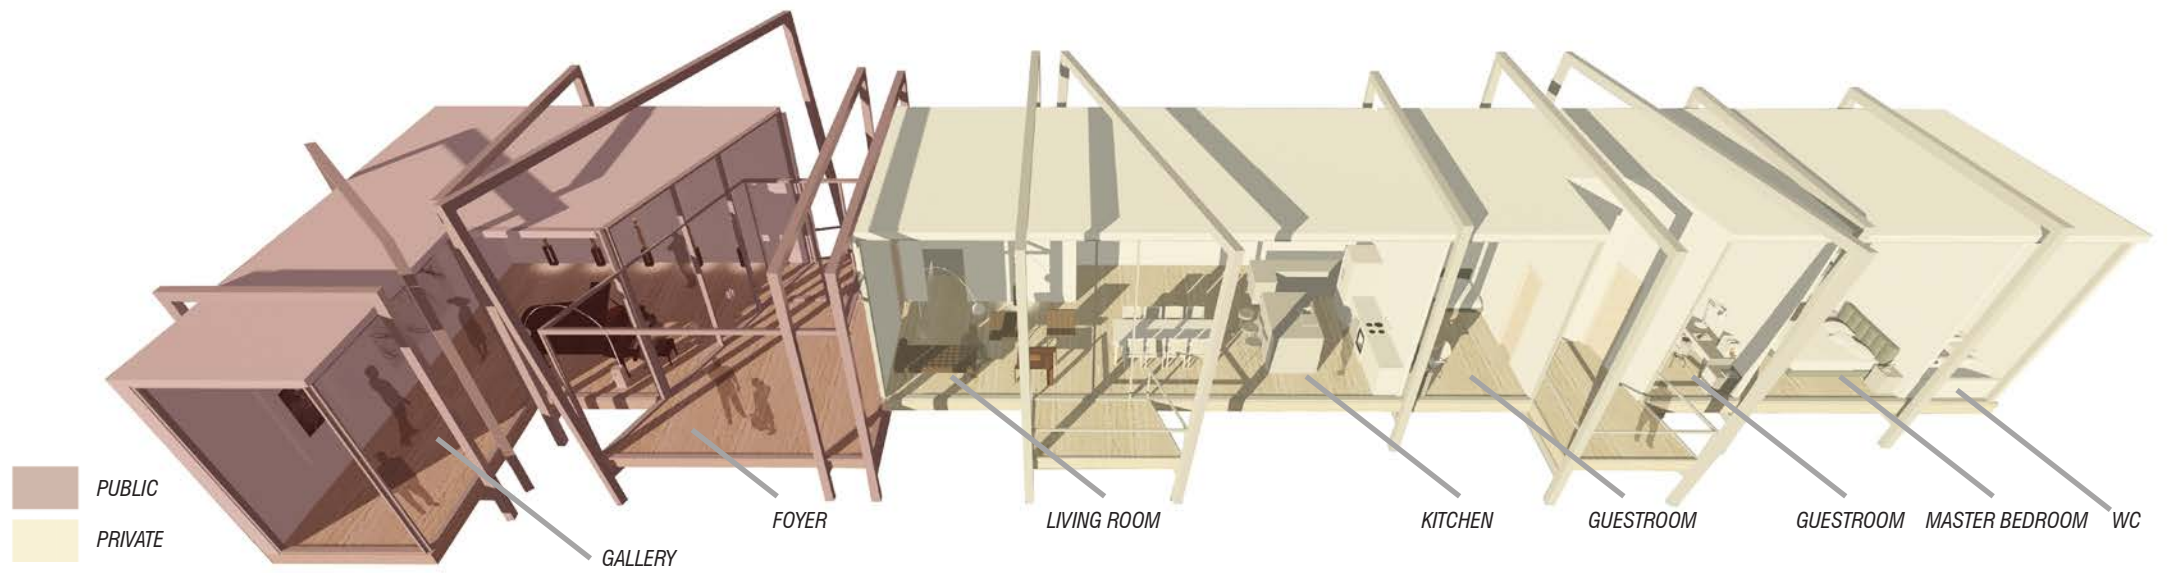 PUBLIC
PRIVATE
GALLERY
FOYER
LIVING ROOM
KITCHEN
GUESTROOM
GUESTROOM
MASTER BEDROOM
WC